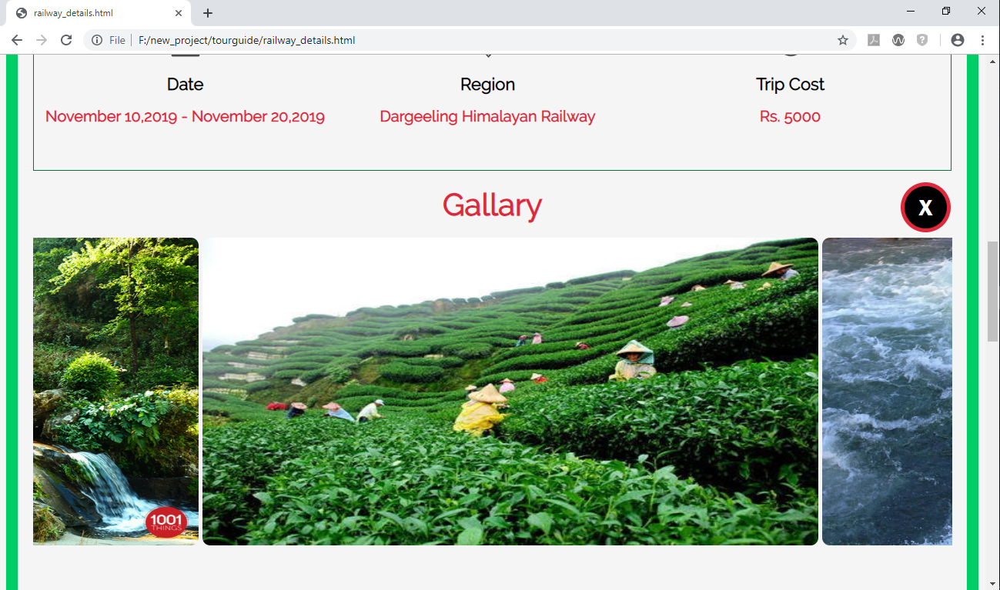 railway_details.html
File F:/new_project/tourguide/railway_details.html
Date
Region
Trip Cost
November 10,2019 - November 20,2019
Dargeeling Himalayan Railway
Rs. 5000
Gallary
X
1001
THINGS